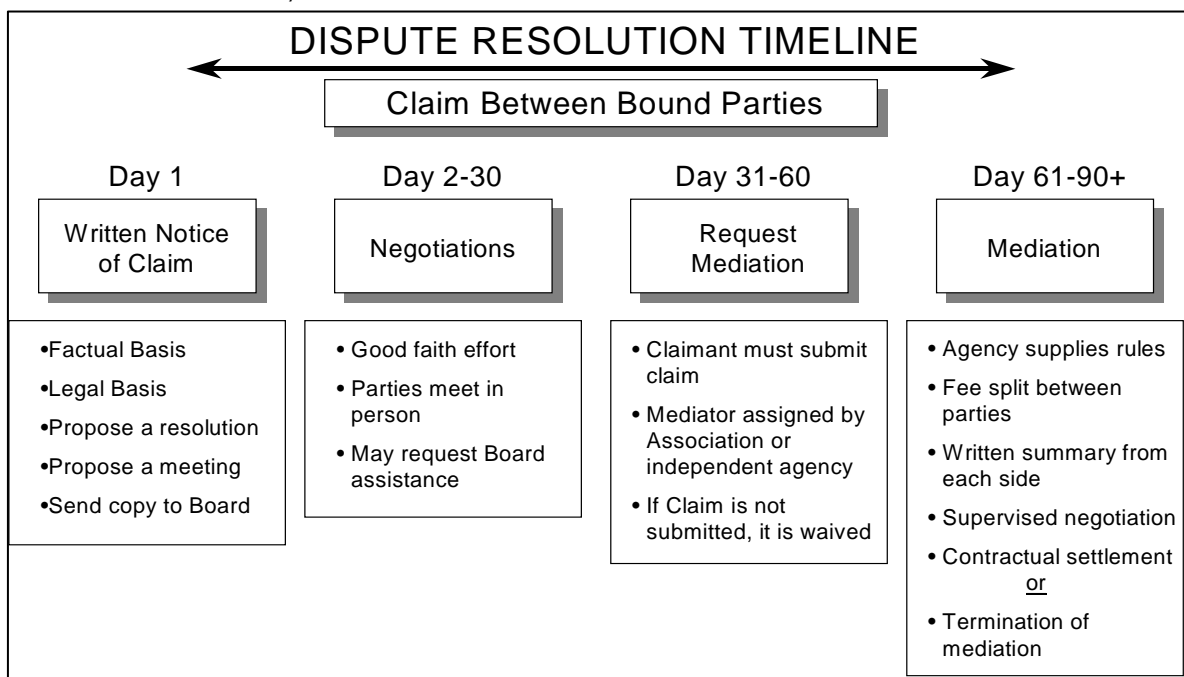 DISPUTE RESOLUTION TIMELINE
Claim Between Bound Parties
Day 1
Written Notice
of Claim
•Factual Basis
•Legal Basis
•Propose a resolution
•Propose a meeting
•Send copy to Board
Day 2-30
Negotiations
• Good faith effort
• Parties meet in
person
• May request Board
assistance
Day 31-60
Request
Mediation
• Claimant must submit
claim
• Mediator assigned by
Association or
independent agency
• If Claim is not
submitted, it is waived
Day 61-90+
Mediation
• Agency supplies rules
• Fee split between
parties
• Written summary from
each side
• Supervised negotiation
• Contractual settlement
or
• Termination of
mediation